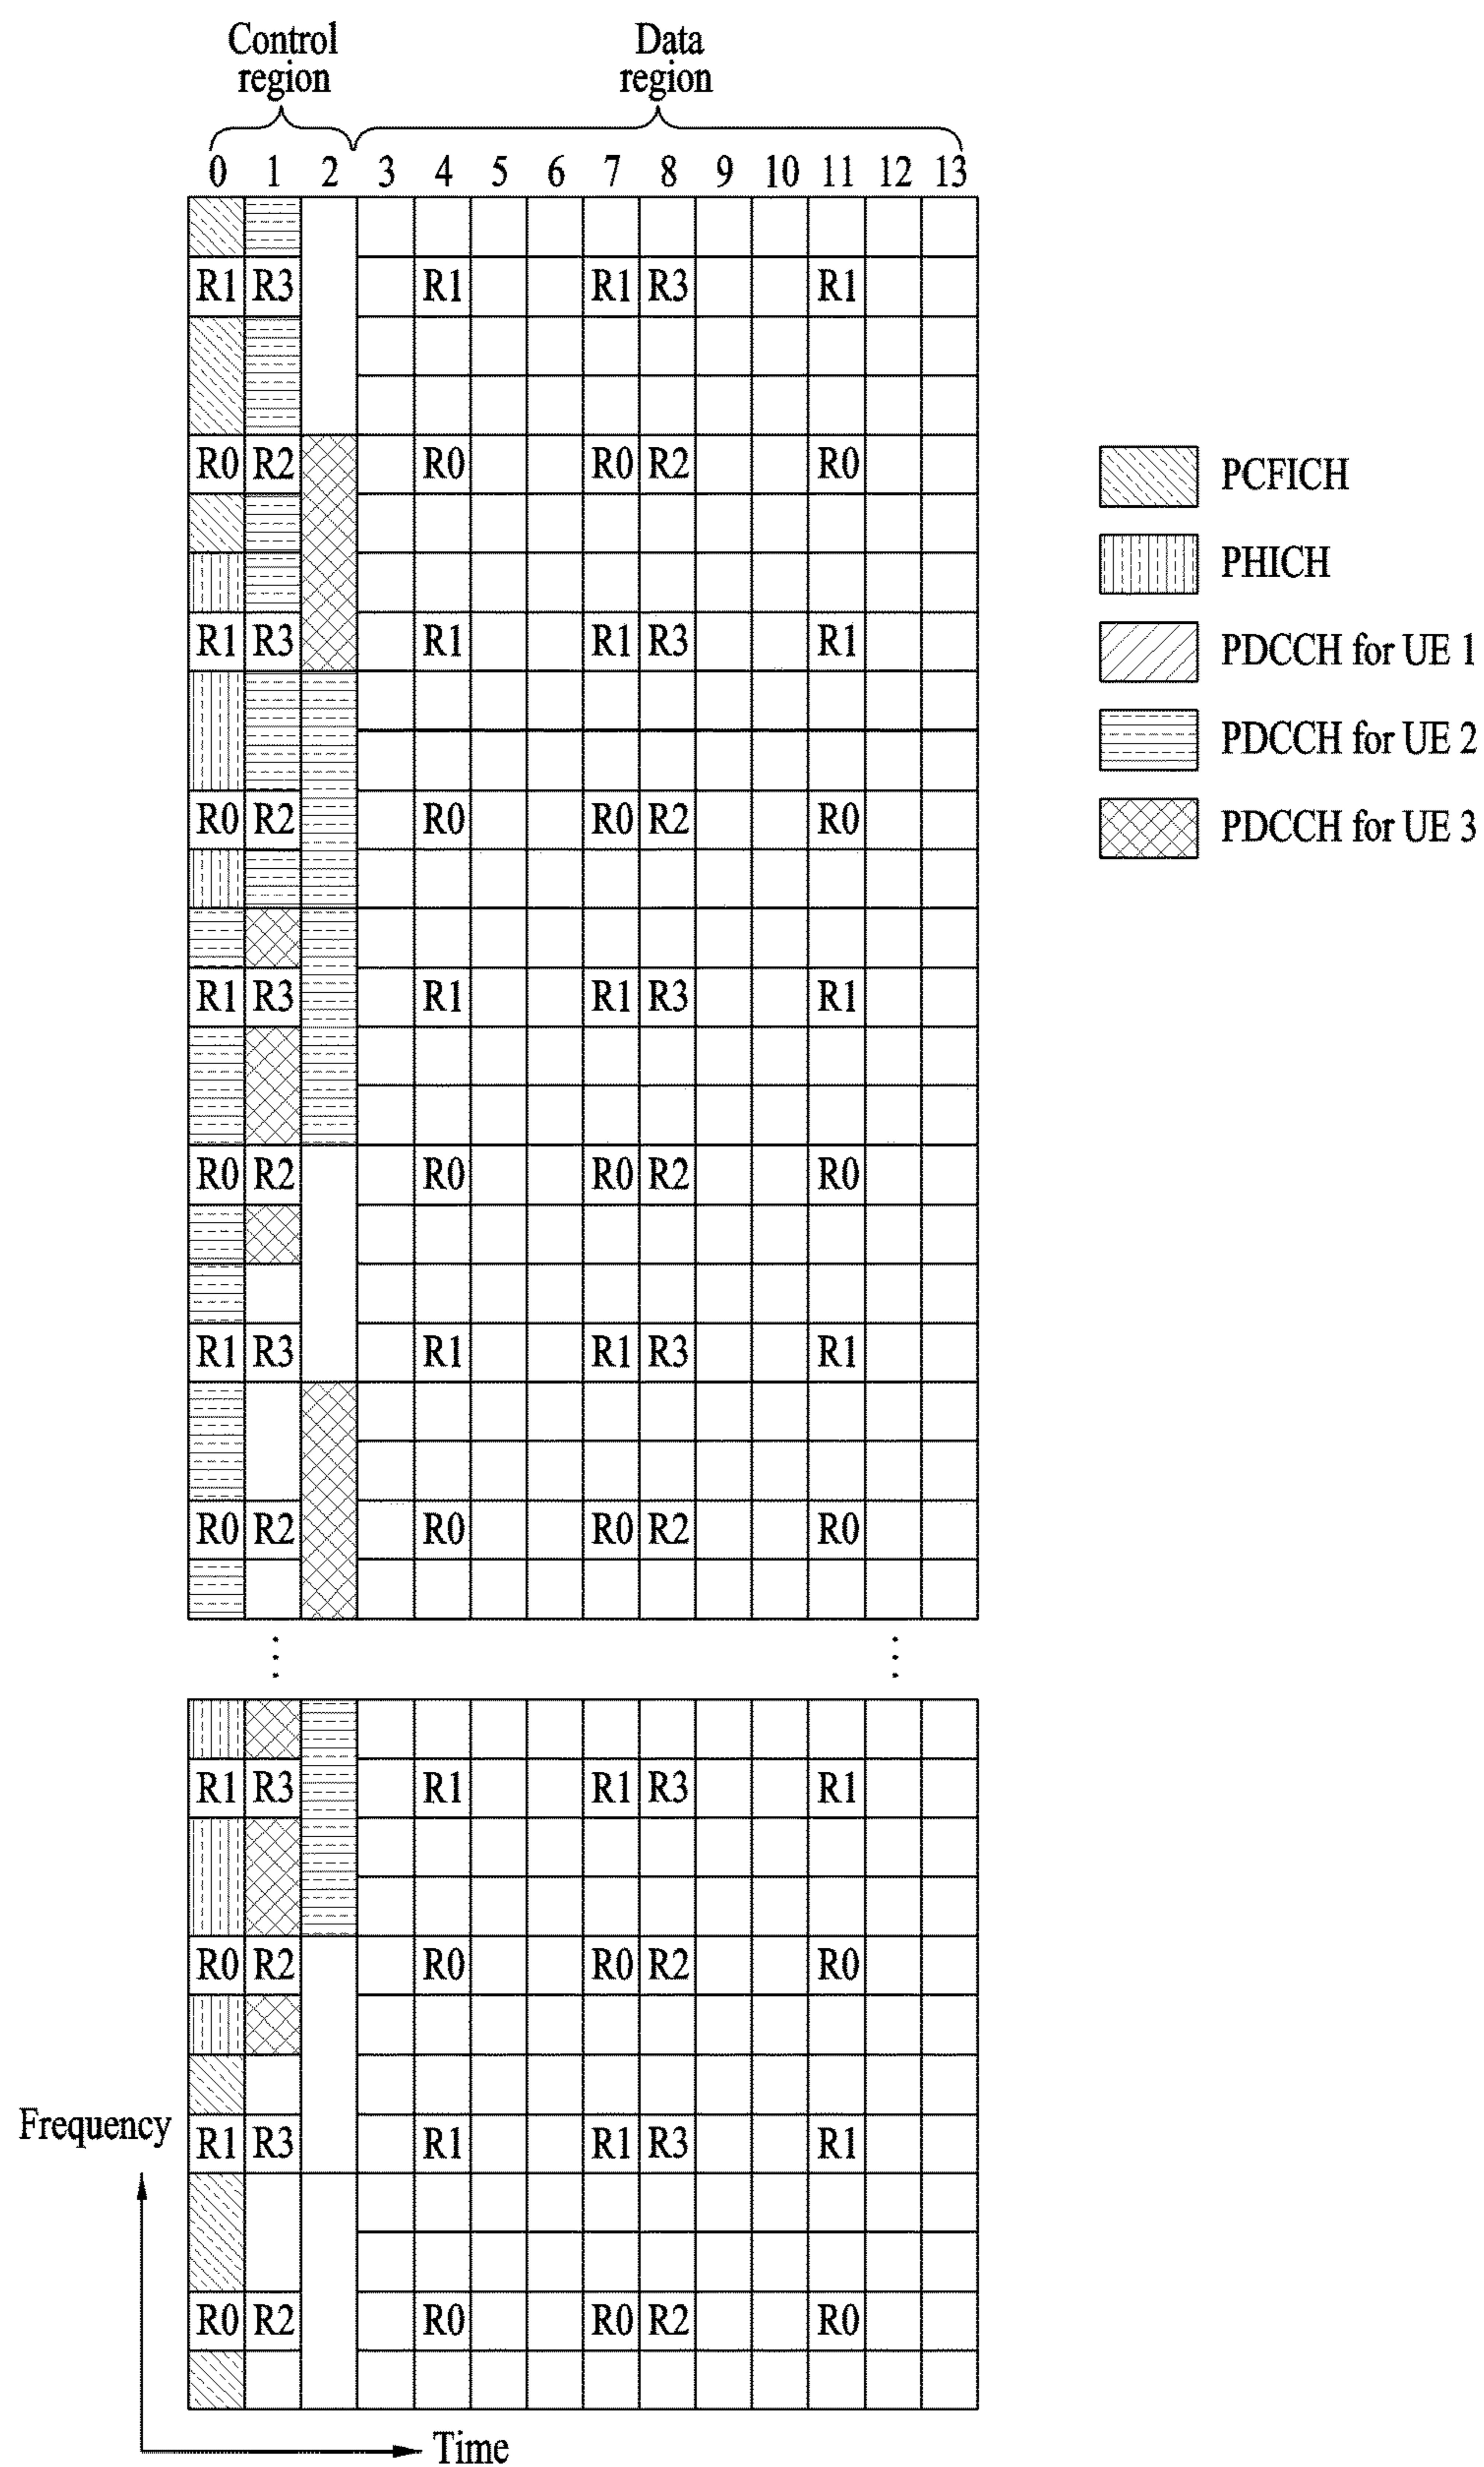 Control region
Data region
0 1 2 3 4 5 6 7 8 9 10 11 12 13
R1 R3 R1 R1 R3 R1
R0 R2 R0 R0 R2 R0
R1 R3 R1 R1 R3 R1
R0 R2 R0 R0 R2 R0
R1 R3 R1 R1 R3 R1
R0 R2 R0 R0 R2 R0
R1 R3 R1 R1 R3 R1
R0 R2 R0 R0 R2 R0
R1 R3 R1 R1 R3 R1
R0 R2 R0 R0 R2 R0
R1 R3 R1 R1 R3 R1
R0 R2 R0 R0 R2 R0
Frequency
Time
PCFICH
PHICH
PDCCH for UE 1
PDCCH for UE 2
PDCCH for UE 3